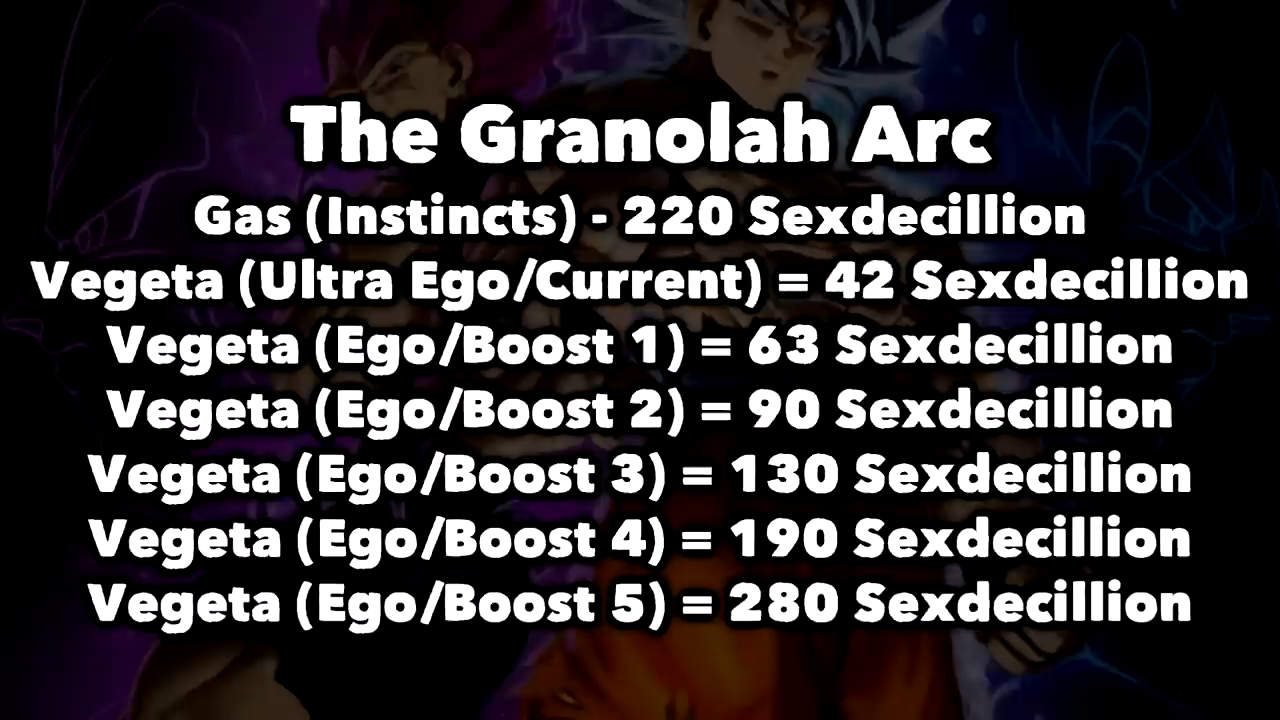 The Granolah Arc
Gas (Instincts) - 220 Sexdecillion
Vegeta (Ultra Ego/Current) = 42 Sexdecillion
Vegeta (Ego/Boost 1) = 63 Sexdecillion
Vegeta (Ego/Boost 2) = 90 Sexdecillion
Vegeta (Ego/Boost 3) = 130 Sexdecillion
Vegeta (Ego/Boost 4) = 190 Sexdecillion
Vegeta (Ego/Boost 5) = 280 Sexdecillion